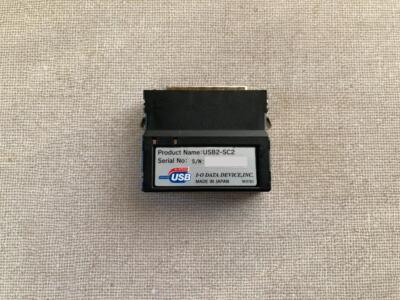 Product Name:USB2-SC2
Serial No: S/N:
USB
I-O DATA DEVICE,INC.
MADE IN JAPAN